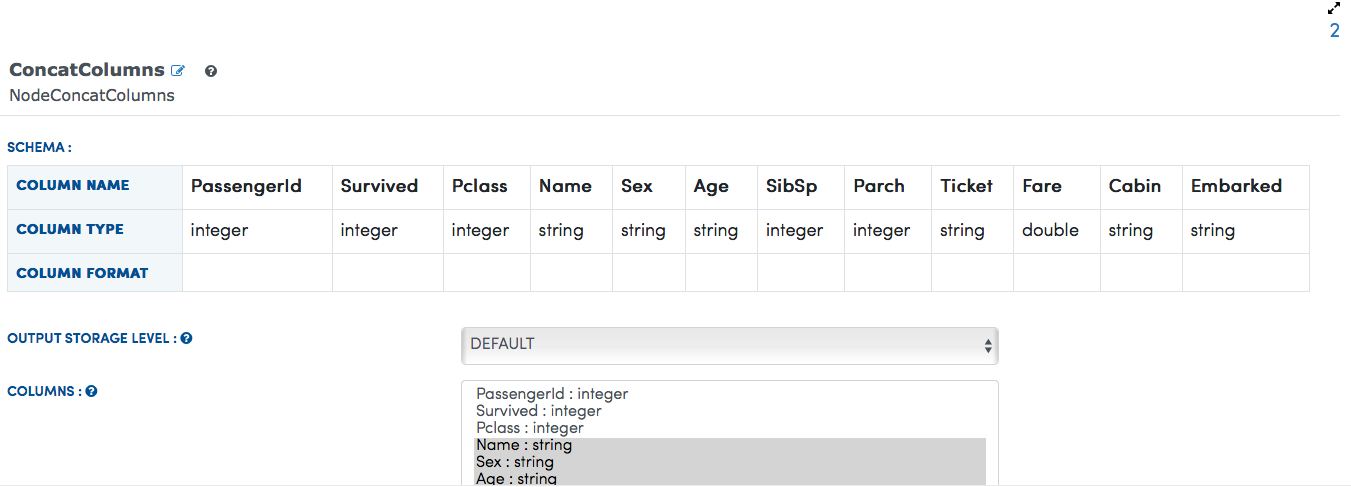 2
ConcatColumns
NodeConcatColumns
SCHEMA :
COLUMN NAME PassengerId Survived Pclass Name Sex Age SibSp Parch Ticket Fare Cabin Embarked
COLUMN TYPE integer integer integer string string string integer integer string double string string
COLUMN FORMAT
OUTPUT STORAGE LEVEL : DEFAULT
COLUMNS : PassengerId : integer
Survived : integer
Pclass : integer
Name : string
Sex : string
Age : string